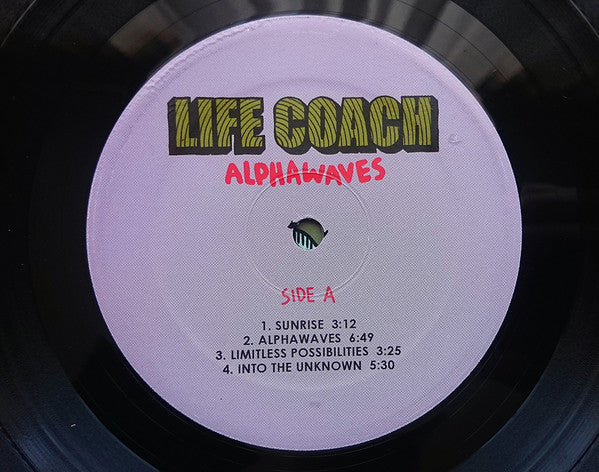 LIFE COACH
ALPHAWAVES
SIDE A
1. SUNRISE 3:12
2. ALPHAWAVES 6:49
3. LIMITLESS POSSIBILITIES 3:25
4. INTO THE UNKNOWN 5:30